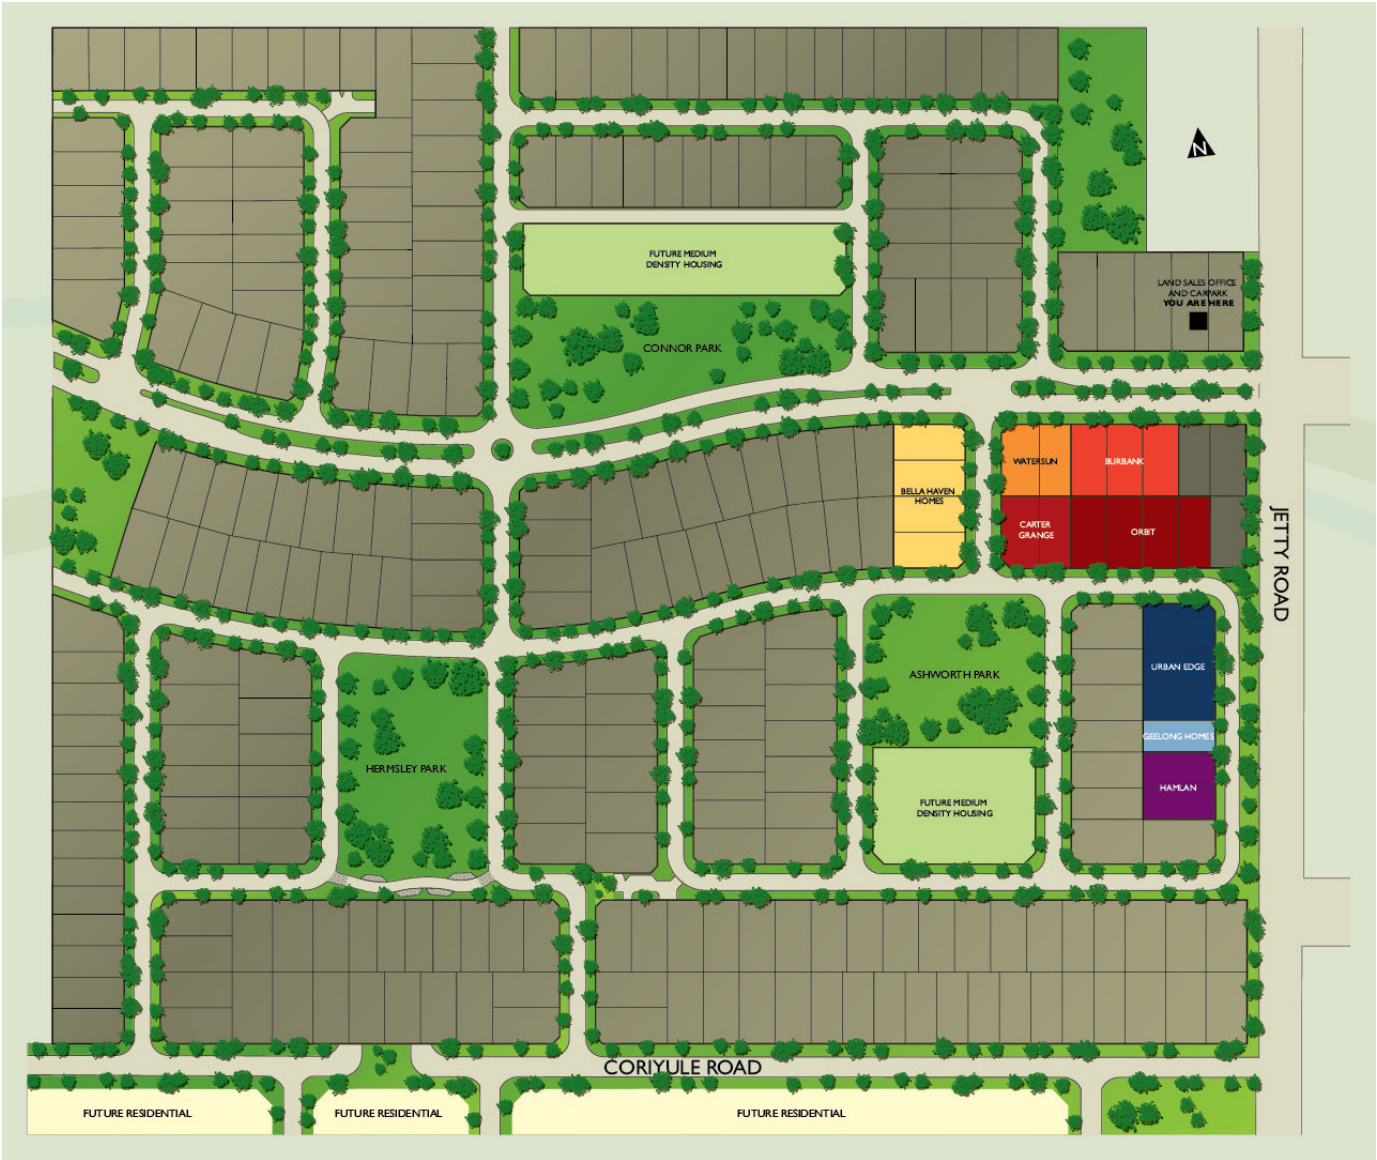 N
FUTURE MEDIUM
DENSITY HOUSING
LAND SALES OFFICE
AND CARPARK
YOU ARE HERE
CONNOR PARK
WATERSUN
BURBANK
BELLA HAVEN
HOMES
CARTER
GRANGE
ORBIT
JETTY ROAD
URBAN EDGE
ASHWORTH PARK
GEELONG HOMES
HERMSLEY PARK
HAMLAN
FUTURE MEDIUM
DENSITY HOUSING
CORIYULE ROAD
FUTURE RESIDENTIAL
FUTURE RESIDENTIAL
FUTURE RESIDENTIAL